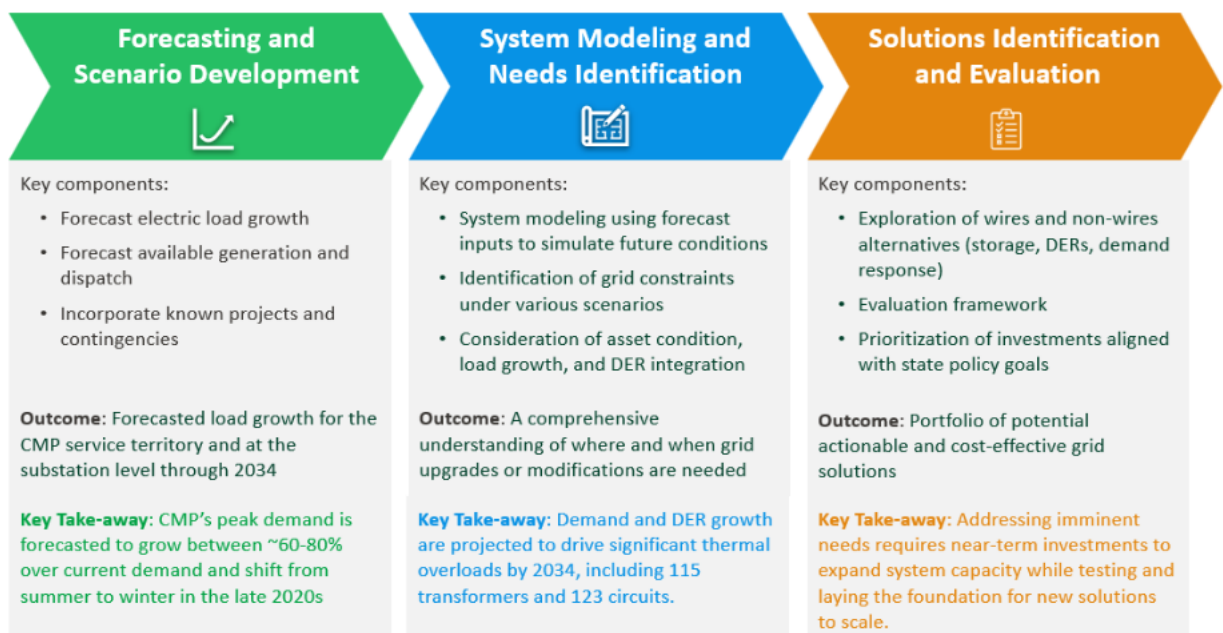 Forecasting and
Scenario Development
Key components:
• Forecast electric load growth
• Forecast available generation and
dispatch
• Incorporate known projects and
contingencies
Outcome: Forecasted load growth for the
CMP service territory and at the
substation level through 2034
Key Take-away: CMP's peak demand is
forecasted to grow between ~60-80%
over current demand and shift from
summer to winter in the late 2020s
System Modeling and
Needs Identification
Key components:
• System modeling using forecast
inputs to simulate future conditions
• Identification of grid constraints
under various scenarios
• Consideration of asset condition,
load growth, and DER integration
Outcome: A comprehensive
understanding of where and when grid
upgrades or modifications are needed
Key Take-away: Demand and DER growth
are projected to drive significant thermal
overloads by 2034, including 115
transformers and 123 circuits.
Solutions Identification
and Evaluation
Key components:
• Exploration of wires and non-wires
alternatives (storage, DERs, demand
response)
• Evaluation framework
• Prioritization of investments aligned
with state policy goals
Outcome: Portfolio of potential
actionable and cost-effective grid
solutions
Key Take-away: Addressing imminent
needs requires near-term investments to
expand system capacity while testing and
laying the foundation for new solutions
to scale.